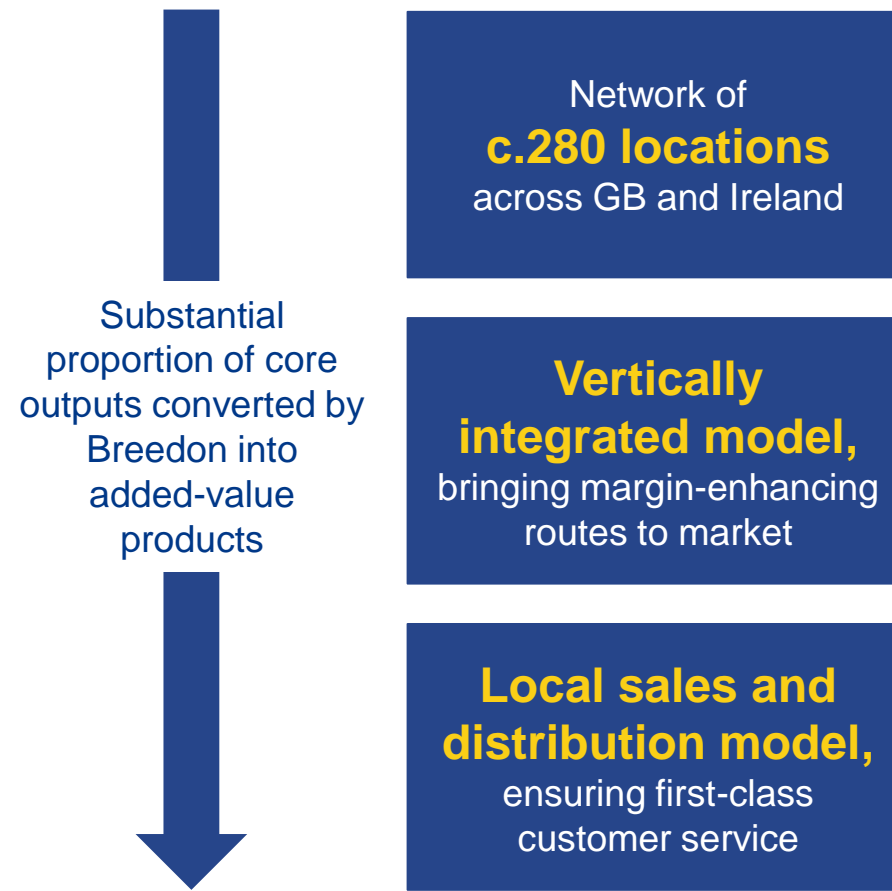 Substantial
proportion of core
outputs converted by
Breedon into
added-value
products
Network of
c.280 locations
across GB and Ireland
Vertically
integrated model,
bringing margin-enhancing
routes to market
Local sales and
distribution model,
ensuring first-class
customer service